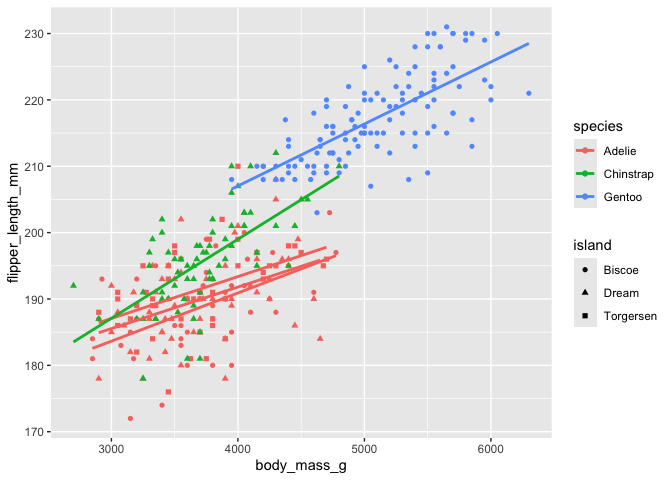 230
220
210
200
190
180
170
flipper_length_mm
3000 4000 5000 6000
body_mass_g
species
Adelie
Chinstrap
Gentoo
island
Biscoe
Dream
Torgersen